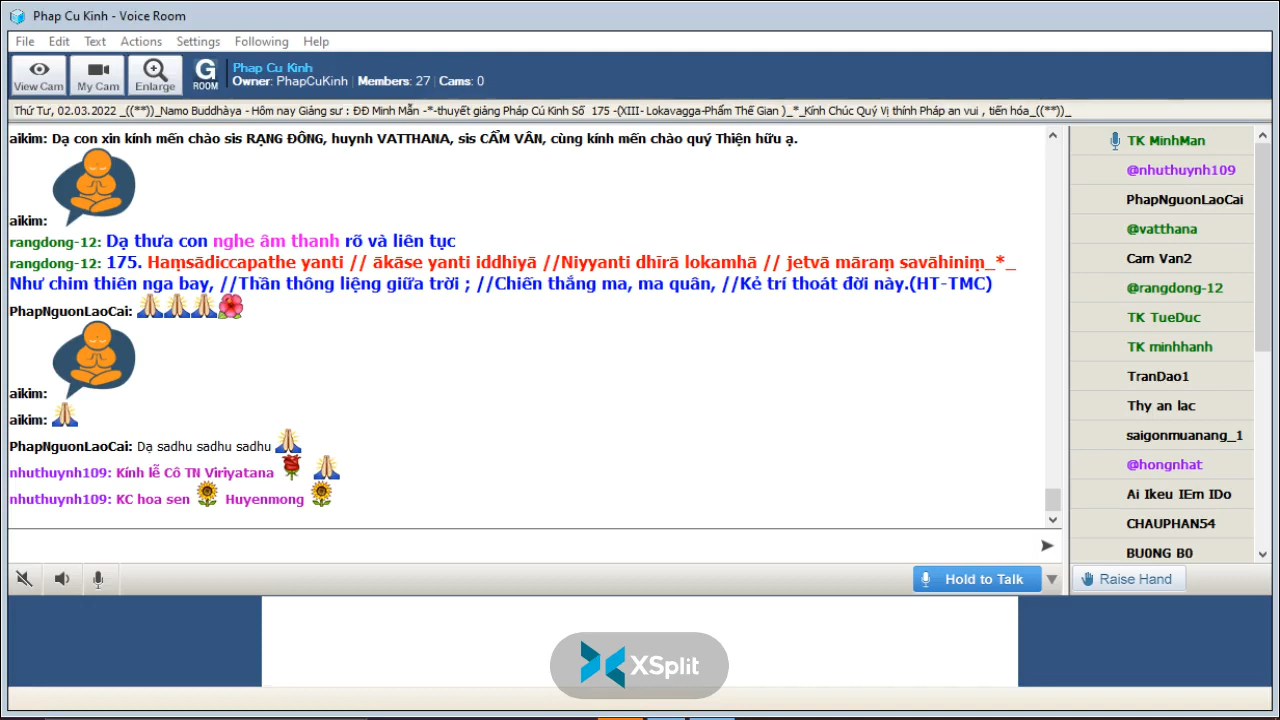 Phap Cu Kinh - Voice Room
File Edit Text Actions Settings Following Help
View Cam
My Cam
Enlarge
G
ROOM
Phap Cu Kinh
Owner: PhapCuKinh | Members: 27 | Cams: 0
Thứ Tư, 02.03.2022 _((**))_Namo Buddhàya - Hôm nay Giảng sư : ĐĐ Minh Mẫn -*-thuyết giảng Pháp Cú Kinh Số 175 -(XIII- Lokavagga-Phẩm Thế Gian )_*_Kính Chúc Quý Vị thính Pháp an vui , tiến hóa_((**))_
aikim: Dạ con xin kính mến chào sis RẠNG ĐÔNG, huynh VATTHANA, sis CẨM VÂN, cùng kính mến chào quý Thiện hữu ạ.
aikim:
rangdong-12: Dạ thưa con nghe âm thanh rõ và liên tục
rangdong-12: 175. Haṃsādiccapathe yanti // ākāse yanti iddhiyā //Niyyanti dhīrā lokamhā // jetvā māraṃ savāhiniṃ_*_
Như chim thiên nga bay, //Thần thông liệng giữa trời ; //Chiến thắng ma, ma quân, //Kẻ trí thoát đời này.(HT-TMC)
PhapNguonLaoCai:
aikim:
aikim:
PhapNguonLaoCai: Dạ sadhu sadhu sadhu
nhuthuynh109: Kính lễ Cô TN Viriyatana
nhuthuynh109: KC hoa sen Huyenmong
TK MinhMan
@nhuthuynh109
PhapNguonLaoCai
@vatthana
Cam Van2
@rangdong-12
TK TueDuc
TK minhhanh
TranDao1
Thy an lac
saigonmuanang_1
@hongnhat
Ai Ikeu IEm IDo
CHAUPHAN54
BU0NG B0
Hold to Talk
Raise Hand
XSplit